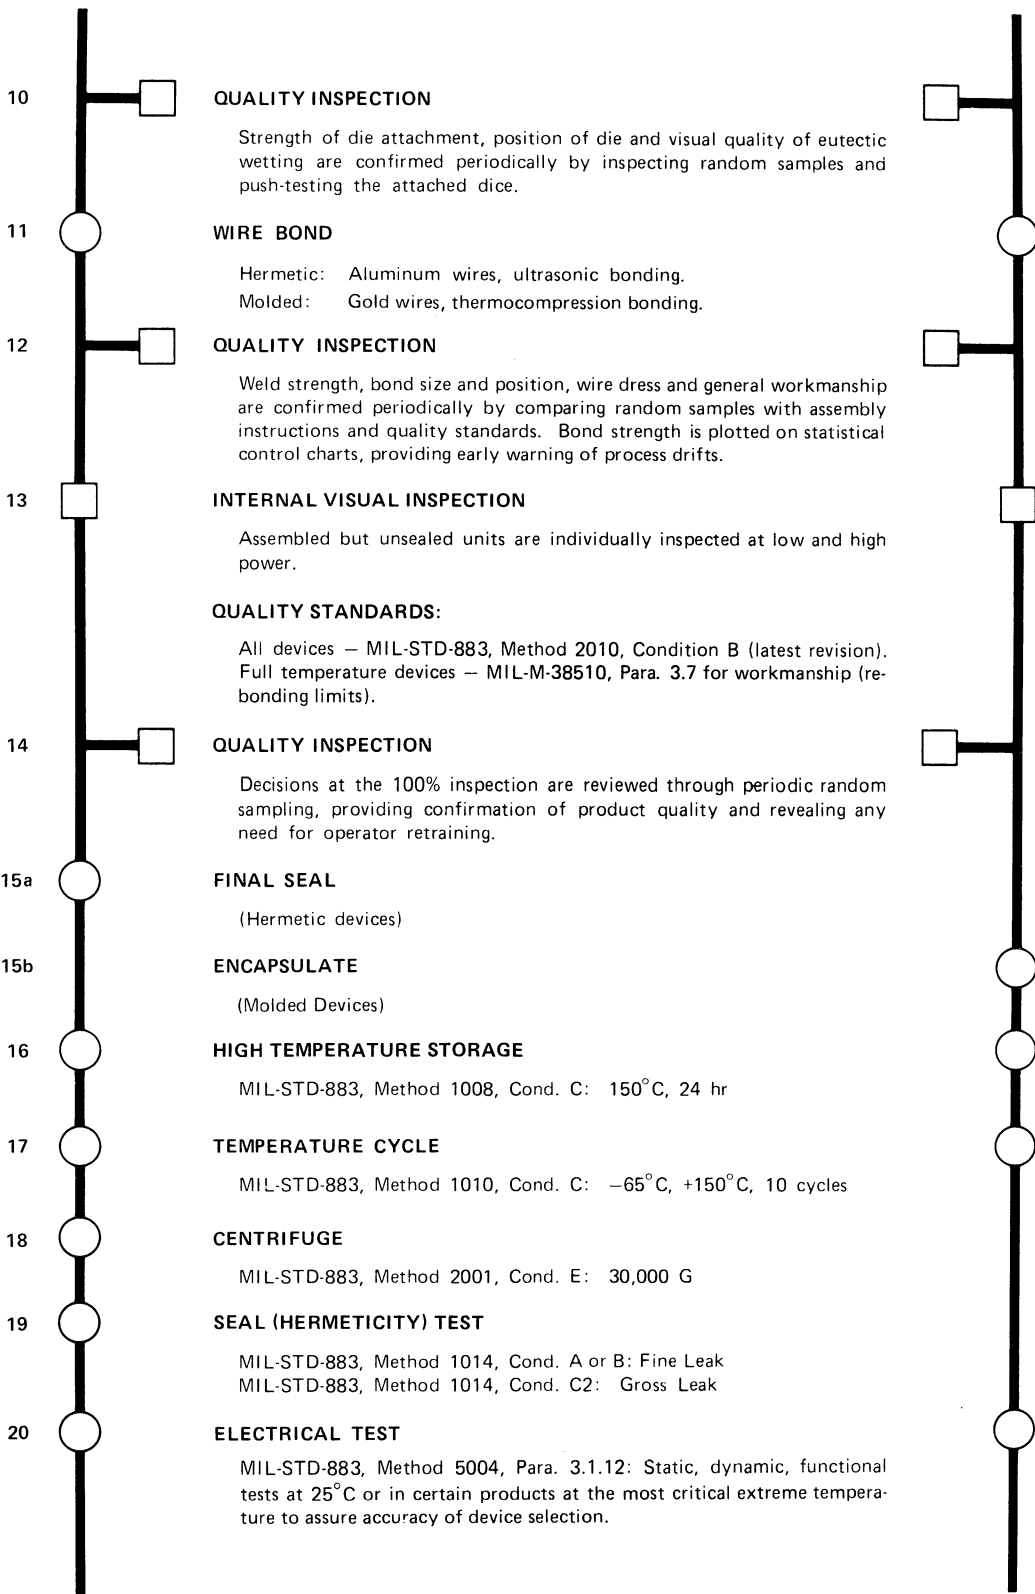 10
QUALITY INSPECTION
Strength of die attachment, position of die and visual quality of eutectic
wetting are confirmed periodically by inspecting random samples and
push-testing the attached dice.
11
WIRE BOND
Hermetic: Aluminum wires, ultrasonic bonding.
Molded: Gold wires, thermocompression bonding.
12
QUALITY INSPECTION
Weld strength, bond size and position, wire dress and general workmanship
are confirmed periodically by comparing random samples with assembly
instructions and quality standards. Bond strength is plotted on statistical
control charts, providing early warning of process drifts.
13
INTERNAL VISUAL INSPECTION
Assembled but unsealed units are individually inspected at low and high
power.
QUALITY STANDARDS:
All devices — MIL-STD-883, Method 2010, Condition B (latest revision).
Full temperature devices — MIL-M-38510, Para. 3.7 for workmanship (re-
bonding limits).
14
QUALITY INSPECTION
Decisions at the 100% inspection are reviewed through periodic random
sampling, providing confirmation of product quality and revealing any
need for operator retraining.
15a
FINAL SEAL
(Hermetic devices)
15b
ENCAPSULATE
(Molded Devices)
16
HIGH TEMPERATURE STORAGE
MIL-STD-883, Method 1008, Cond. C: 150°C, 24 hr
17
TEMPERATURE CYCLE
MIL-STD-883, Method 1010, Cond. C: −65°C, +150°C, 10 cycles
18
CENTRIFUGE
MIL-STD-883, Method 2001, Cond. E: 30,000 G
19
SEAL (HERMETICITY) TEST
MIL-STD-883, Method 1014, Cond. A or B: Fine Leak
MIL-STD-883, Method 1014, Cond. C2: Gross Leak
20
ELECTRICAL TEST
MIL-STD-883, Method 5004, Para. 3.1.12: Static, dynamic, functional
tests at 25°C or in certain products at the most critical extreme tempera-
ture to assure accuracy of device selection.